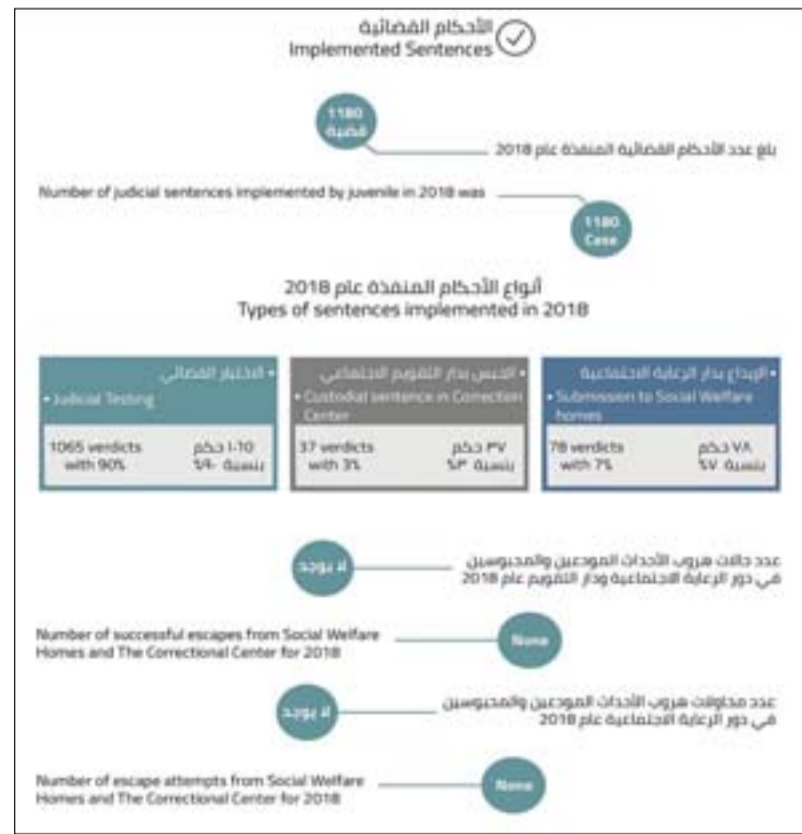 الأحكام القضائية
Implemented Sentences
1180
قضية
بلغ عدد الأحكام القضائية المنفذة عام 2018
Number of judicial sentences implemented by juvenile in 2018 was
1180
Case
أنواع الأحكام المنفذة عام 2018
Types of sentences implemented in 2018
• الاختبار القضائي
• Judicial Testing
1065 verdicts
with 90%
١٠٦٥ حكم
بنسبة ٩٠%
• الحبس بدار التقويم الاجتماعي
• Custodial sentence in Correction
Center
37 verdicts
with 3%
٣٧ حكم
بنسبة ٣%
• الإيداع بدار الرعاية الاجتماعية
• Submission to Social Welfare
homes
78 verdicts
with 7%
٧٨ حكم
بنسبة ٧%
لا يوجد
عدد حالات هروب الأحداث المودعين والمحبوسين
في دور الرعاية الاجتماعية ودار التقويم عام 2018
Number of successful escapes from Social Welfare
Homes and The Correctional Center for 2018
None
لا يوجد
عدد محاولات هروب الأحداث المودعين والمحبوسين
في دور الرعاية الاجتماعية عام 2018
Number of escape attempts from Social Welfare
Homes and The Correctional Center for 2018
None